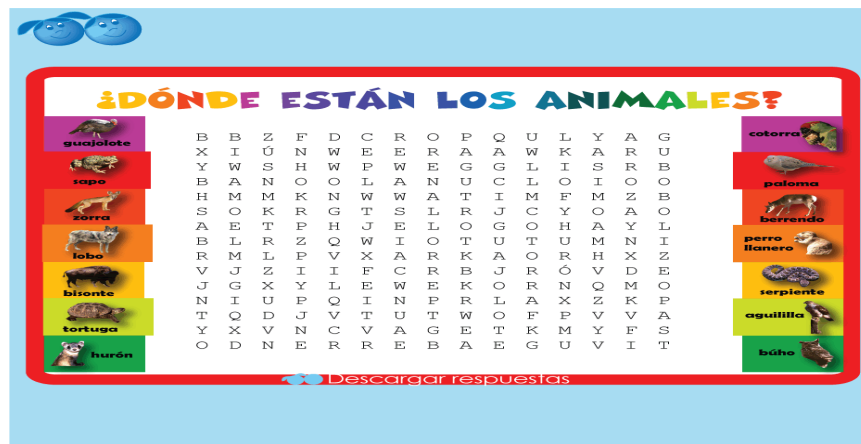 ¿DÓNDE ESTÁN LOS ANIMALES?
guajolote
sapo
zorra
lobo
bisonte
tortuga
hurón
B B Z F D C R O P Q U L Y A G
X I Ú N W E E R A A W K A R U
Y W S H W P W E G G L I S R B
B A N O O L A N U C L O I O O
H M M K N W W A T I M F M Z B
S O K R G T S L R J C Y O A O
A E T P H J E L O G O H A Y L
B L R Z Q W I O T U T U M N I
R M L P V X A R K A O R H X Z
V J Z I I F C R B J R Ó V D E
J G X Y L E W E K O R N Q M O
N I U P Q I N P R L A X Z K P
T Q D J V T U T W O F P V V A
Y X V N C V A G E T K M Y F S
O D N E R R E B A E G U V I T
cotorra
paloma
berrendo
perro
llanero
serpiente
aguililla
búho
Descargar respuestas